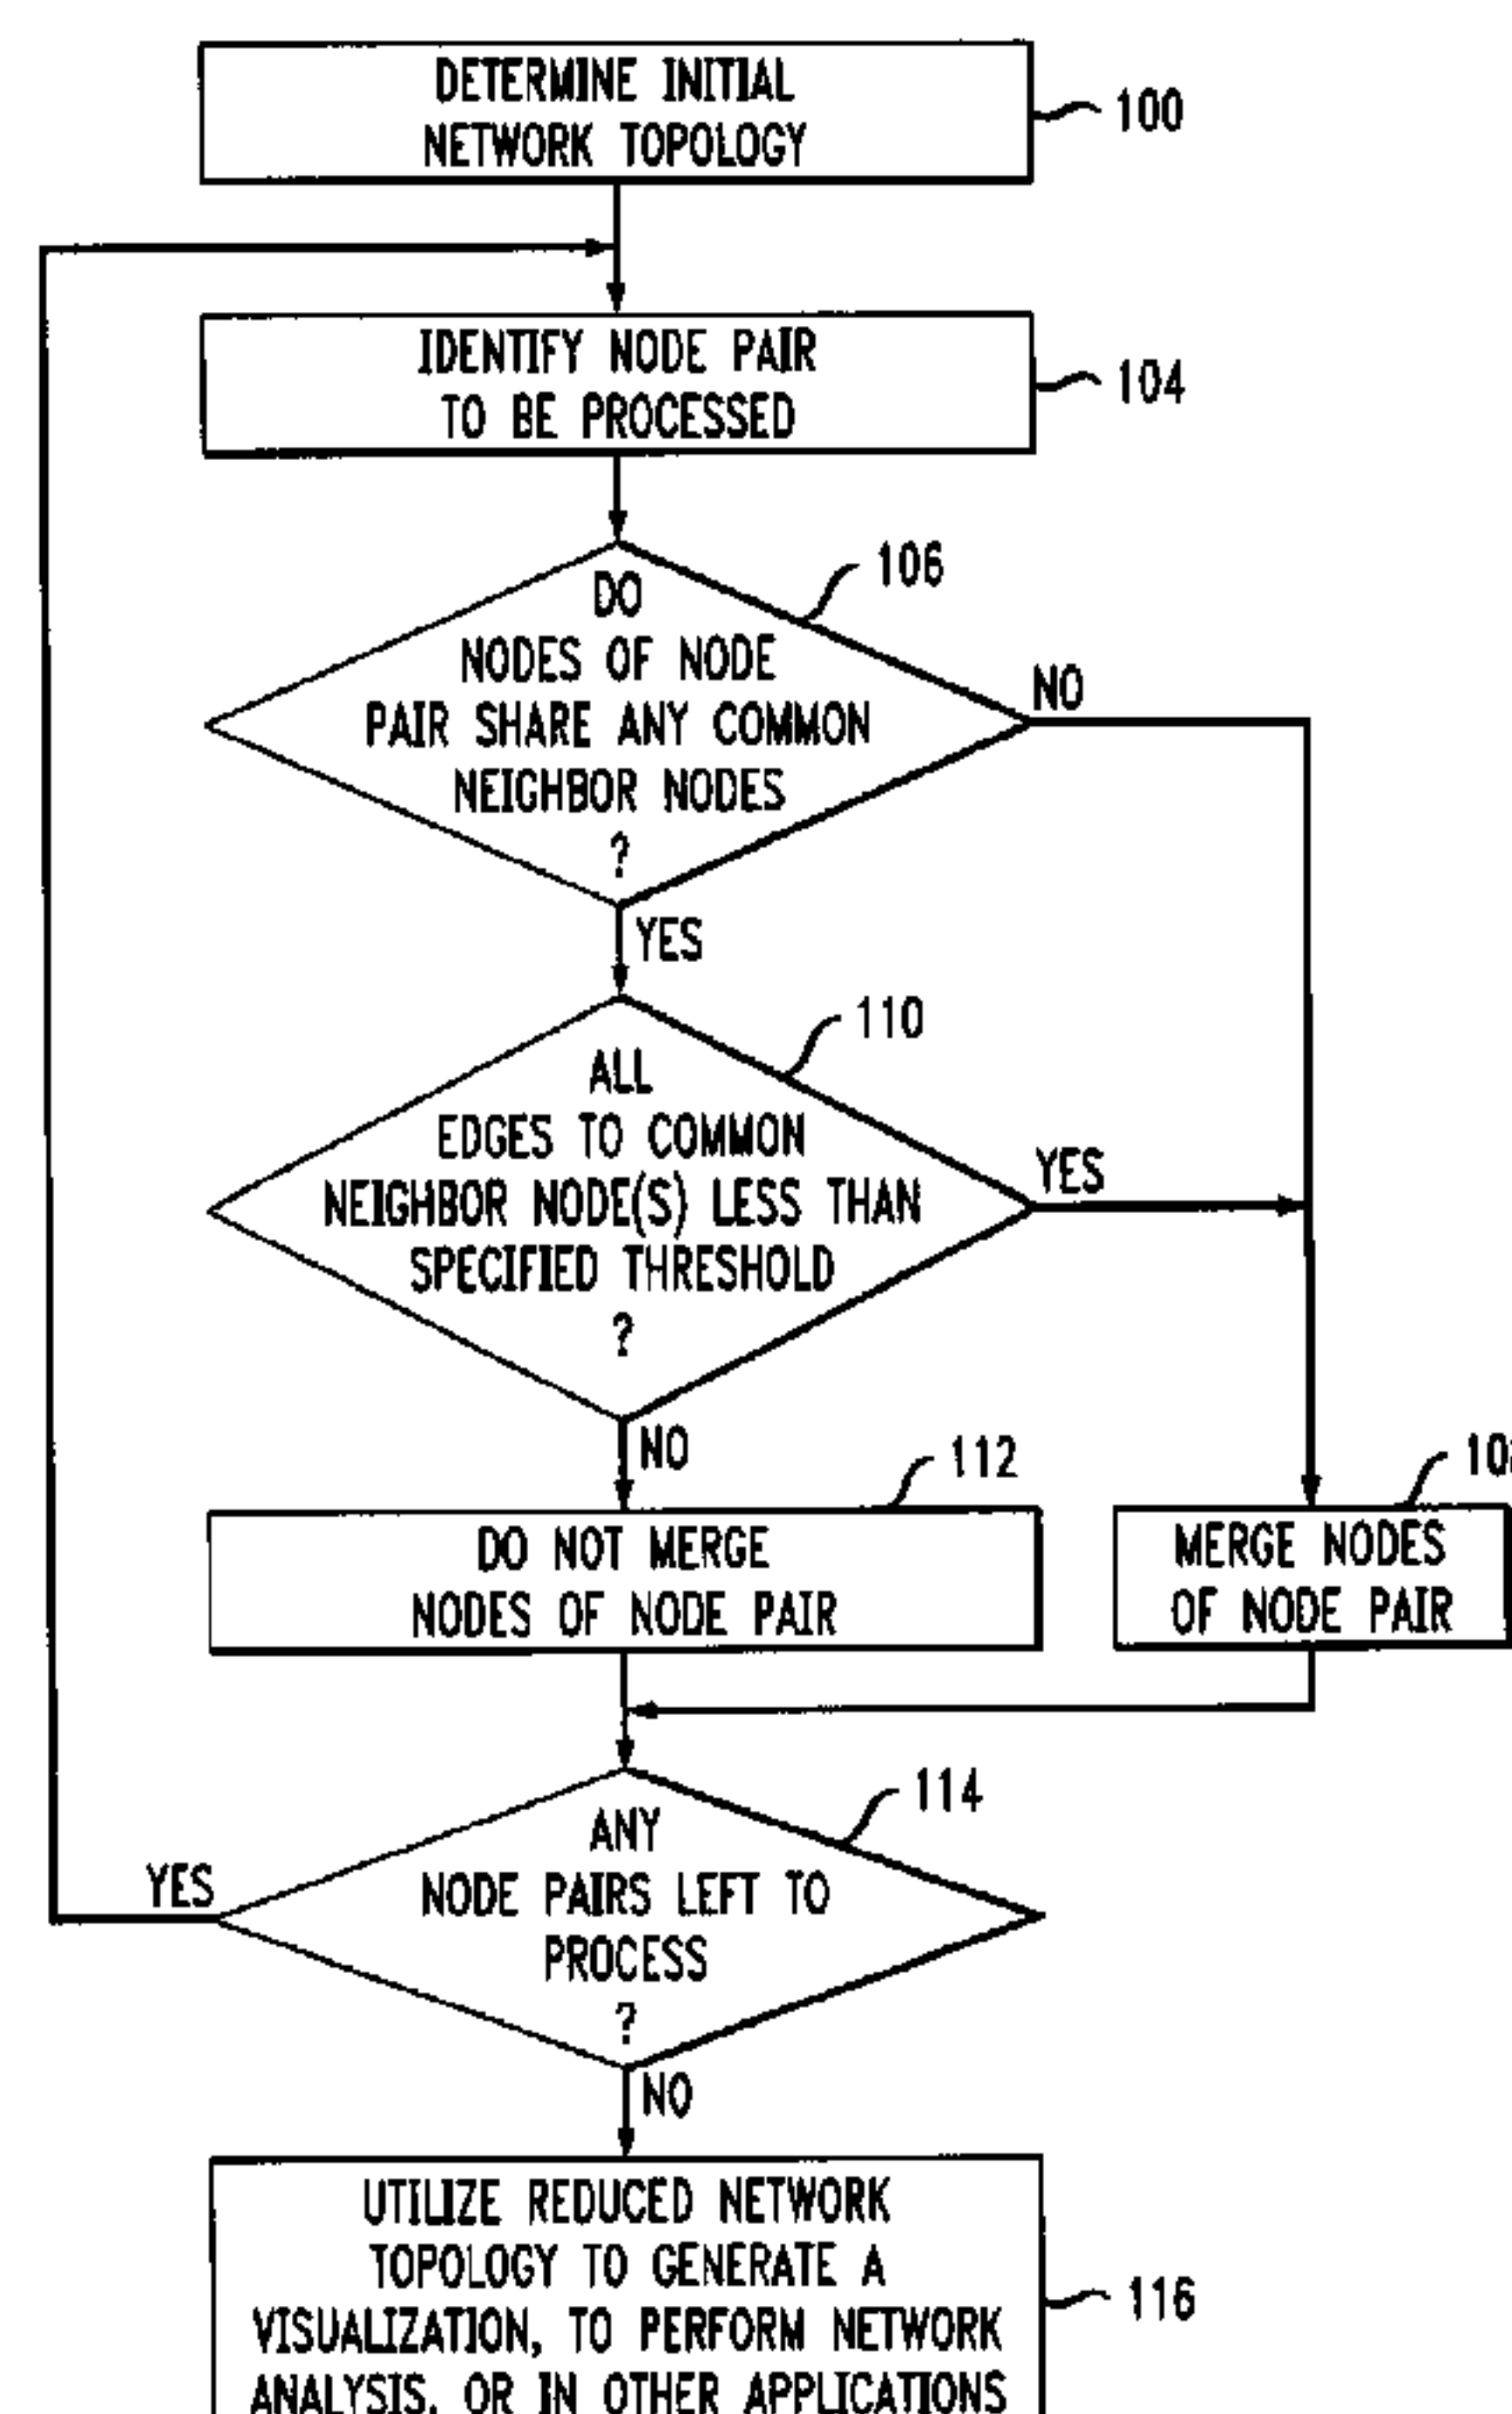 DETERMINE INITIAL
NETWORK TOPOLOGY
100
IDENTIFY NODE PAIR
TO BE PROCESSED
104
106
DO
NODES OF NODE
PAIR SHARE ANY COMMON
NEIGHBOR NODES
?
NO
YES
110
ALL
EDGES TO COMMON
NEIGHBOR NODE(S) LESS THAN
SPECIFIED THRESHOLD
?
YES
NO
112
DO NOT MERGE
NODES OF NODE PAIR
MERGE NODES
OF NODE PAIR
114
ANY
NODE PAIRS LEFT TO
PROCESS
?
YES
NO
UTILIZE REDUCED NETWORK
TOPOLOGY TO GENERATE A
VISUALIZATION, TO PERFORM NETWORK
ANALYSIS, OR IN OTHER APPLICATIONS
116